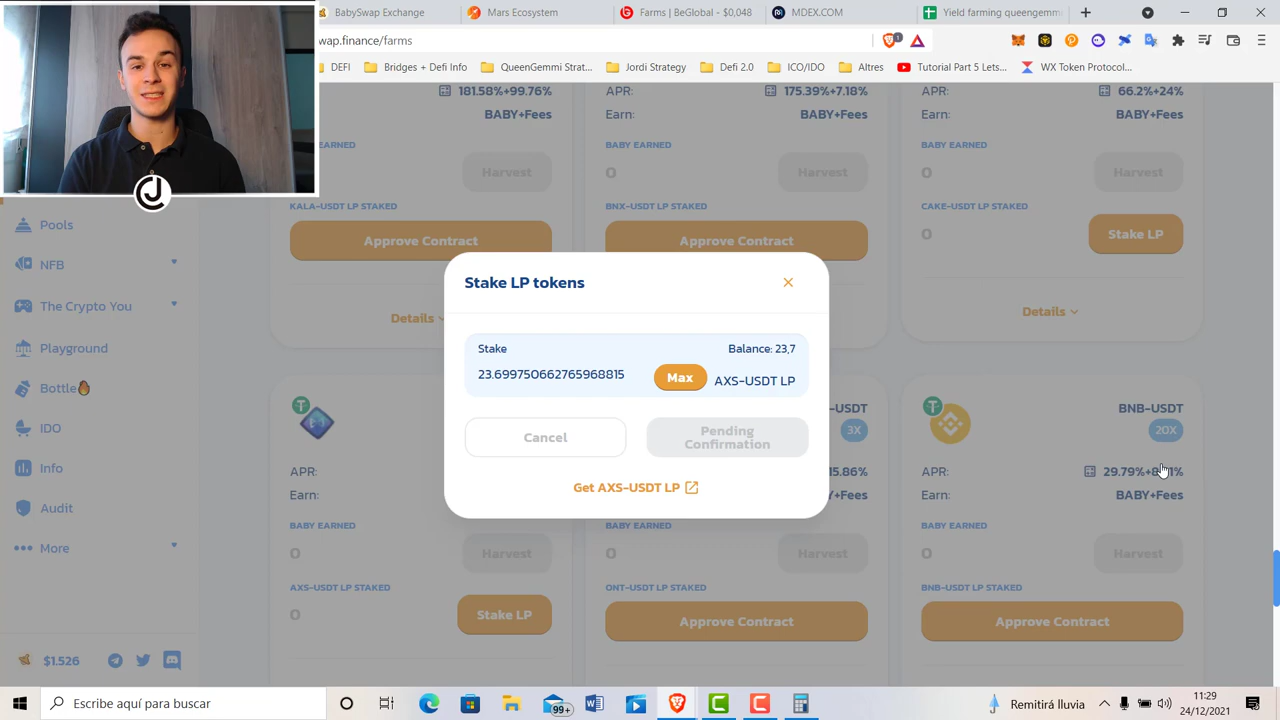 BabySwap Exchange
Mars Ecosystem
Farms | BeGlobal - $0,045
MDEX.COM
Yield farming queengemm
wap.finance/farms
1
DEFI
Bridges + Defi Info
QueenGemmi Strat...
Jordi Strategy
Defi 2.0
ICO/IDO
Altres
Tutorial Part 5 Lets...
WX Token Protocol...
181.58%+99.76%
BABY+Fees
EARNED
Harvest
KALA-USDT LP STAKED
Approve Contract
Details
APR:
175.39%+7.18%
Earn:
BABY+Fees
BABY EARNED
0
Harvest
BNX-USDT LP STAKED
Approve Contract
APR:
66.2%+24%
Earn:
BABY+Fees
BABY EARNED
0
Harvest
CAKE-USDT LP STAKED
0
Stake LP
Details
Pools
NFB
The Crypto You
Playground
Bottle🔥
IDO
Info
Audit
More
$1.526
Stake LP tokens
Stake
Balance: 23,7
23.699750662765968815
Max
AXS-USDT LP
Cancel
Pending
Confirmation
Get AXS-USDT LP
APR:
Earn:
BABY EARNED
0
Harvest
AXS-USDT LP STAKED
0
Stake LP
-USDT
3X
15.86%
BABY+Fees
BABY EARNED
0
Harvest
ONT-USDT LP STAKED
Approve Contract
BNB-USDT
20X
APR:
Earn:
BABY+Fees
BABY EARNED
0
Harvest
BNB-USDT LP STAKED
Approve Contract
Escribe aquí para buscar
99+
Remitirá lluvia
11:29
24/12/2021